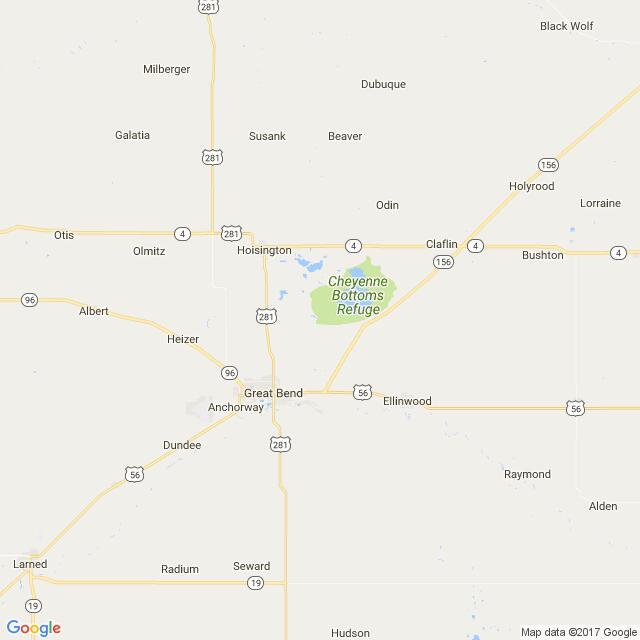 281
Black Wolf
Milberger
Dubuque
Galatia
Susank
Beaver
281
156
Holyrood
Odin
Lorraine
Otis
4
281
Olmitz
Hoisington
4
Claflin
4
Bushton
4
156
Cheyenne
Bottoms
Refuge
96
Albert
281
Heizer
96
Great Bend
56
Ellinwood
56
Anchorway
Dundee
281
56
Raymond
Alden
Larned
Radium
Seward
19
19
Hudson
Google
Map data ©2017 Google